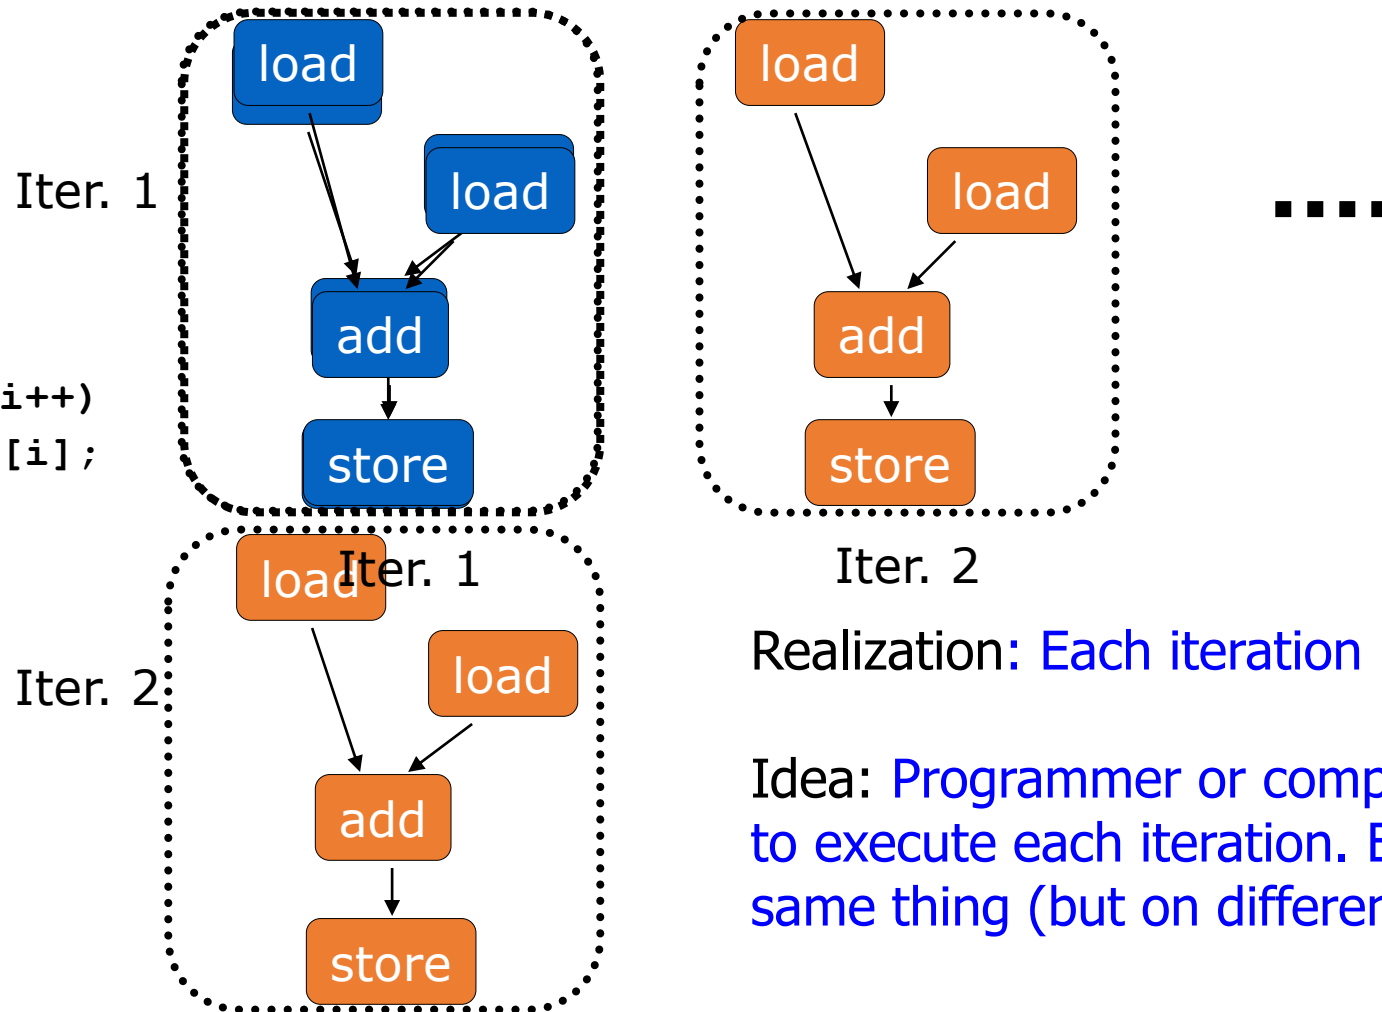 load
load
Iter. 1
load
load
add
add
i++)
[i];
store
store
load
Iter. 1
Iter. 2
Realization: Each iteration
load
Iter. 2
Idea: Programmer or comp
to execute each iteration. E
add
same thing (but on differen
store